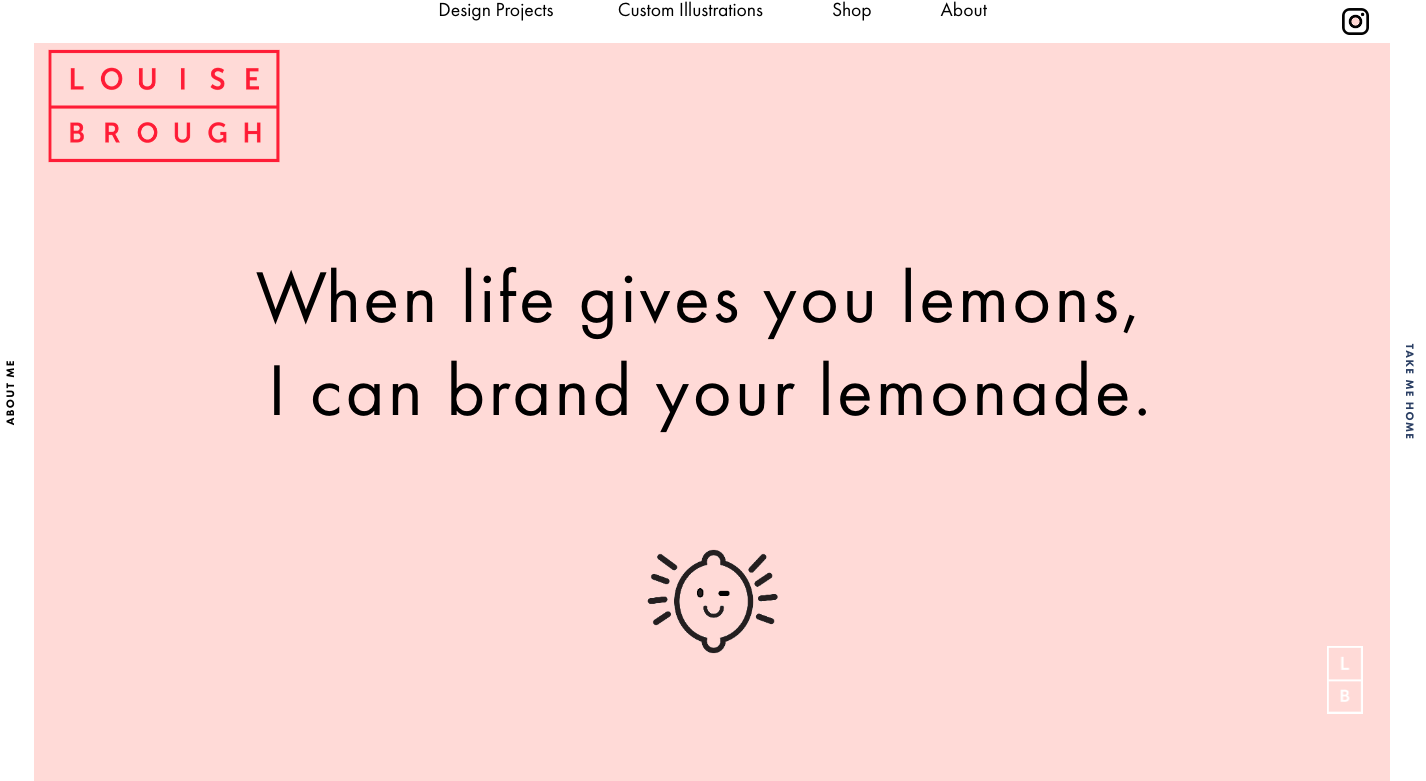 Design Projects
Custom Illustrations
Shop
About
LOUISE
BROUGH
When life gives you lemons,
I can brand your lemonade.
ABOUT ME
TAKE ME HOME
L
B